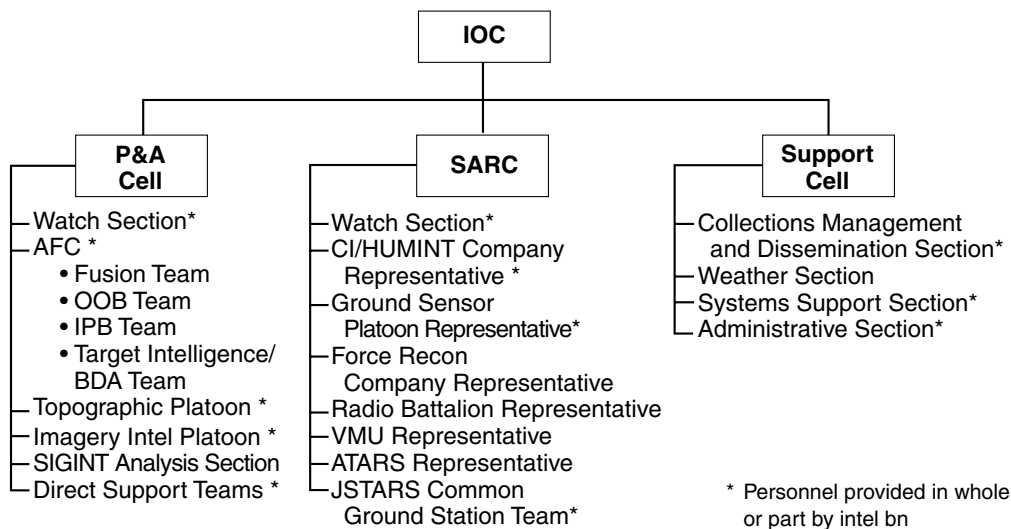 IOC
P&A
Cell
Watch Section*
AFC *
• Fusion Team
• OOB Team
• IPB Team
• Target Intelligence/
BDA Team
Topographic Platoon *
Imagery Intel Platoon *
SIGINT Analysis Section
Direct Support Teams *
SARC
Watch Section*
CI/HUMINT Company
Representative *
Ground Sensor
Platoon Representative*
Force Recon
Company Representative
Radio Battalion Representative
VMU Representative
ATARS Representative
JSTARS Common
Ground Station Team*
Support
Cell
Collections Management
and Dissemination Section*
Weather Section
Systems Support Section*
Administrative Section*
* Personnel provided in whole
or part by intel bn